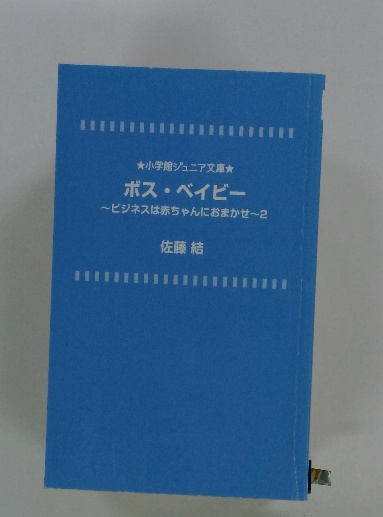 ★小学館ジュニア文庫★
ボス・ベイビー
～ビジネスは赤ちゃんにおまかせ～2
佐藤 結